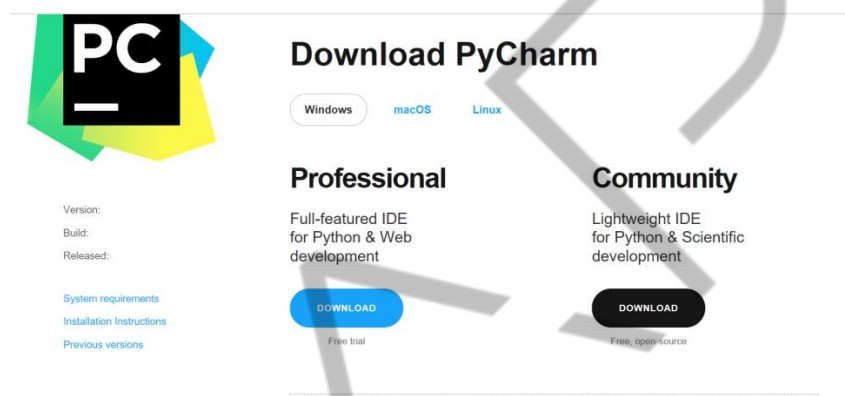 PC
Download PyCharm
Windows macOS Linux
Professional
Full-featured IDE
for Python & Web
development
DOWNLOAD
Free trial
Community
Lightweight IDE
for Python & Scientific
development
DOWNLOAD
Free, open-source
Version:
Build:
Released:
System requirements
Installation Instructions
Previous versions